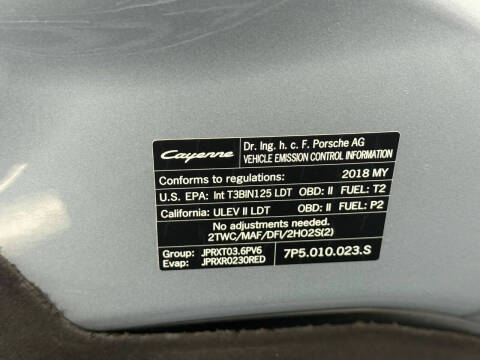 Cayenne
Dr. Ing. h. c. F. Porsche AG
VEHICLE EMISSION CONTROL INFORMATION
Conforms to regulations: 2018 MY
U.S. EPA: Int T3BIN125 LDT OBD: II FUEL: T2
California: ULEV II LDT OBD: II FUEL: P2
No adjustments needed.
2TWC/MAF/DFI/2HO2S(2)
Group: JPRXT03.6PV6
Evap: JPRXR0230RED
7P5.010.023.S